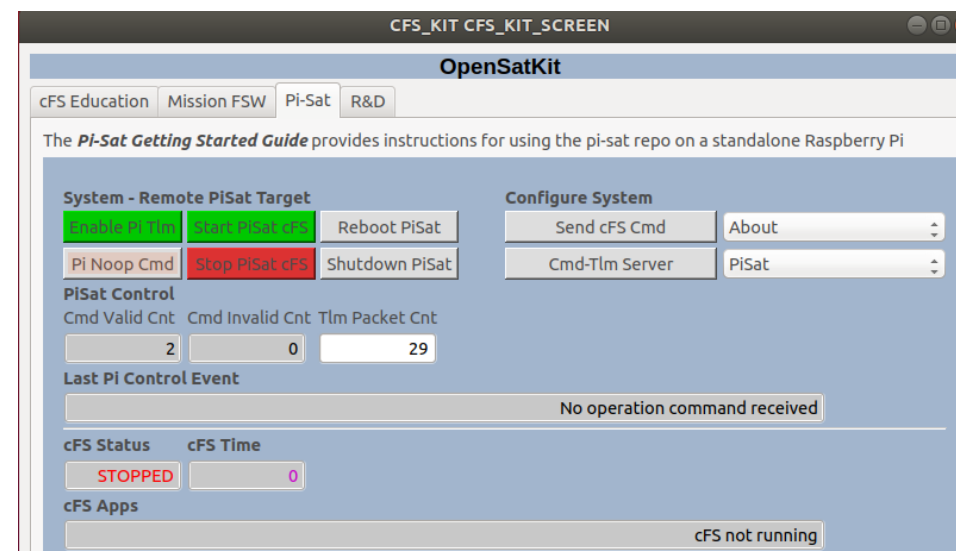 CFS_KIT CFS_KIT_SCREEN
OpenSatKit
cFS Education Mission FSW Pi-Sat R&D
The Pi-Sat Getting Started Guide provides instructions for using the pi-sat repo on a standalone Raspberry Pi
System - Remote PiSat Target Configure System
Enable Pi Tlm Start PiSat cFS Reboot PiSat Send cFS Cmd About
Pi Noop Cmd Stop PiSat cFS Shutdown PiSat Cmd-Tlm Server PiSat
PiSat Control
Cmd Valid Cnt Cmd Invalid Cnt Tlm Packet Cnt
2 0 29
Last Pi Control Event
No operation command received
cFS Status cFS Time
STOPPED 0
cFS Apps
cFS not running